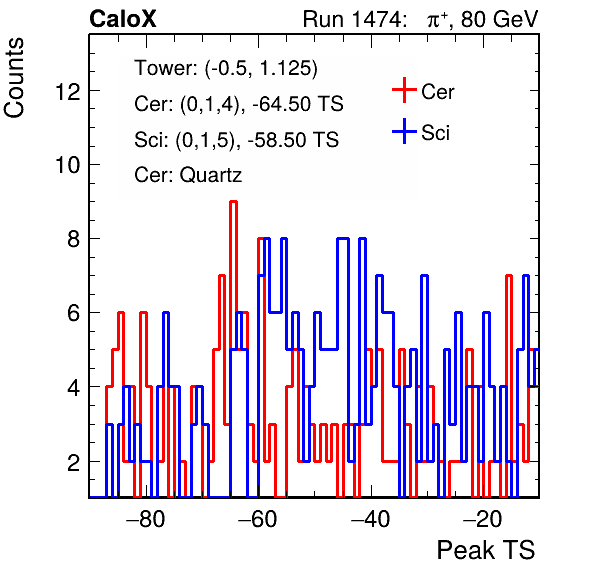 CaloX Run 1474: π+, 80 GeV
Counts
Tower: (-0.5, 1.125)
Cer: (0,1,4), -64.50 TS
Sci: (0,1,5), -58.50 TS
Cer: Quartz
Cer
Sci
12
10
8
6
4
2
−80 −60 −40 −20
Peak TS